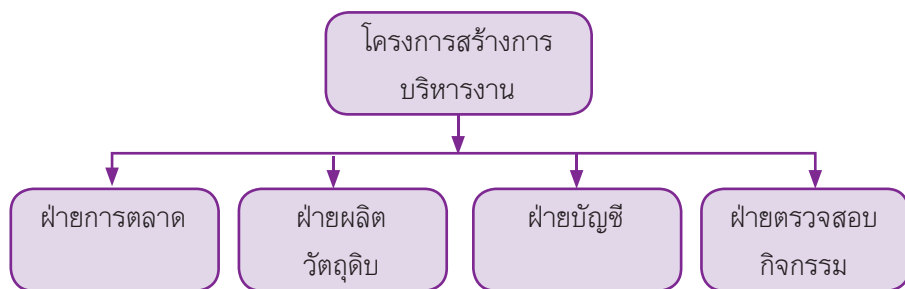 โครงการสร้างการ
บริหารงาน
ฝ่ายการตลาด
ฝ่ายผลิต
วัตถุดิบ
ฝ่ายบัญชี
ฝ่ายตรวจสอบ
กิจกรรม